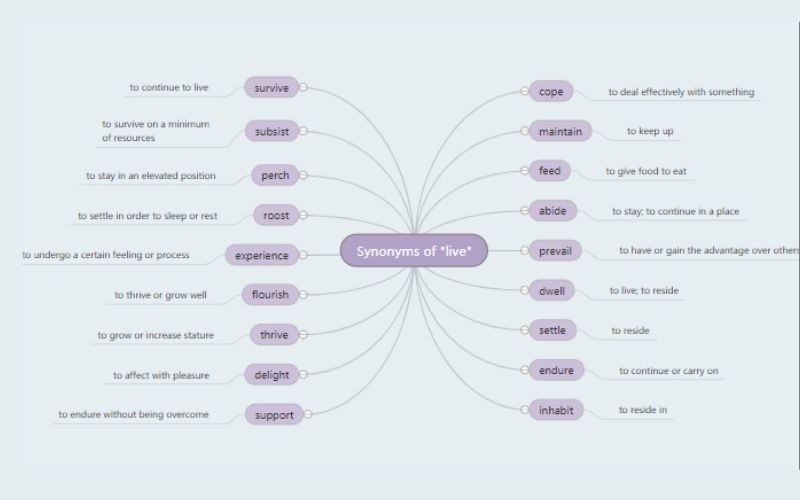 Synonyms of "live"
survive
to continue to live
subsist
to survive on a minimum
of resources
perch
to stay in an elevated position
roost
to settle in order to sleep or rest
experience
to undergo a certain feeling or process
flourish
to thrive or grow well
thrive
to grow or increase stature
delight
to affect with pleasure
support
to endure without being overcome
cope
to deal effectively with something
maintain
to keep up
feed
to give food to eat
abide
to stay; to continue in a place
prevail
to have or gain the advantage over others
dwell
to live; to reside
settle
to reside
endure
to continue or carry on
inhabit
to reside in